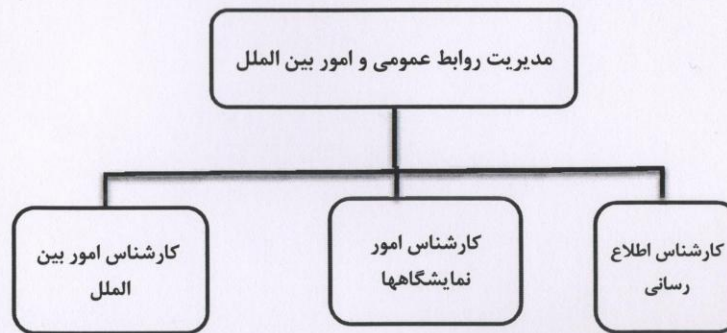 مدیریت روابط عمومی و امور بین الملل
کارشناس اطلاع
رسانی
کارشناس امور
نمایشگاهها
کارشناس امور بین
الملل